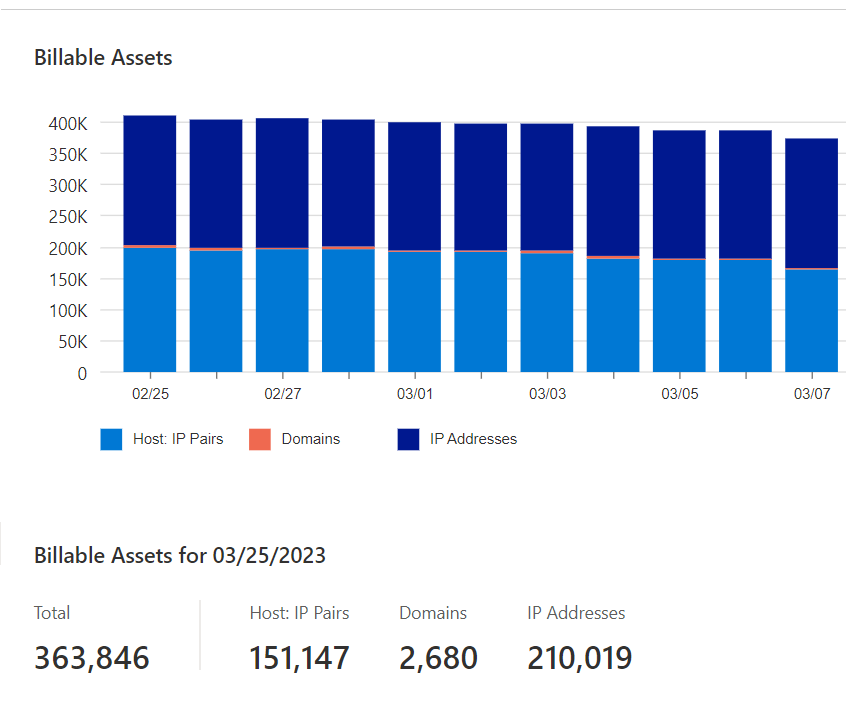 Billable Assets
400K
350K
300K
250K
200K
150K
100K
50K
0
02/25 02/27 03/01 03/03 03/05 03/07
Host: IP Pairs Domains IP Addresses
Billable Assets for 03/25/2023
Total Host: IP Pairs Domains IP Addresses
363,846 151,147 2,680 210,019